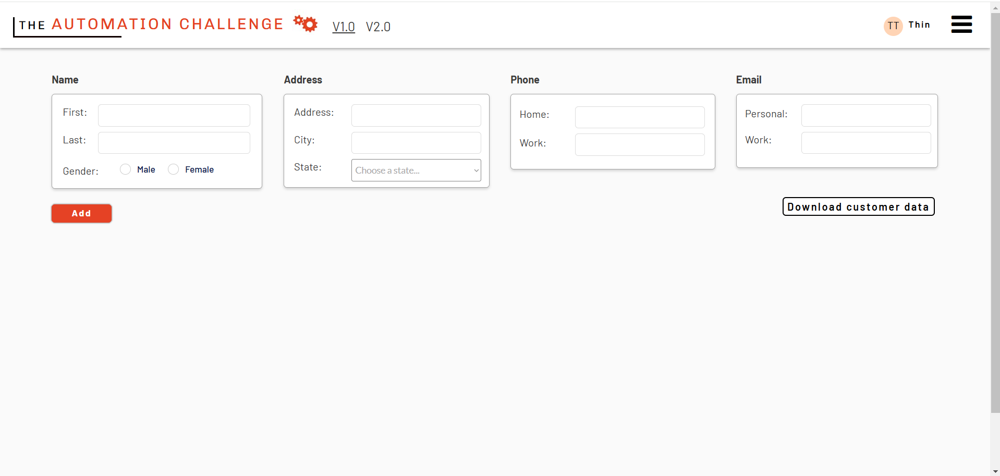 THE AUTOMATION CHALLENGE V1.0 V2.0 TT Thin
Name
First:
Last:
Gender: Male Female
Add
Address
Address:
City:
State: Choose a state...
Phone
Home:
Work:
Email
Personal:
Work:
Download customer data